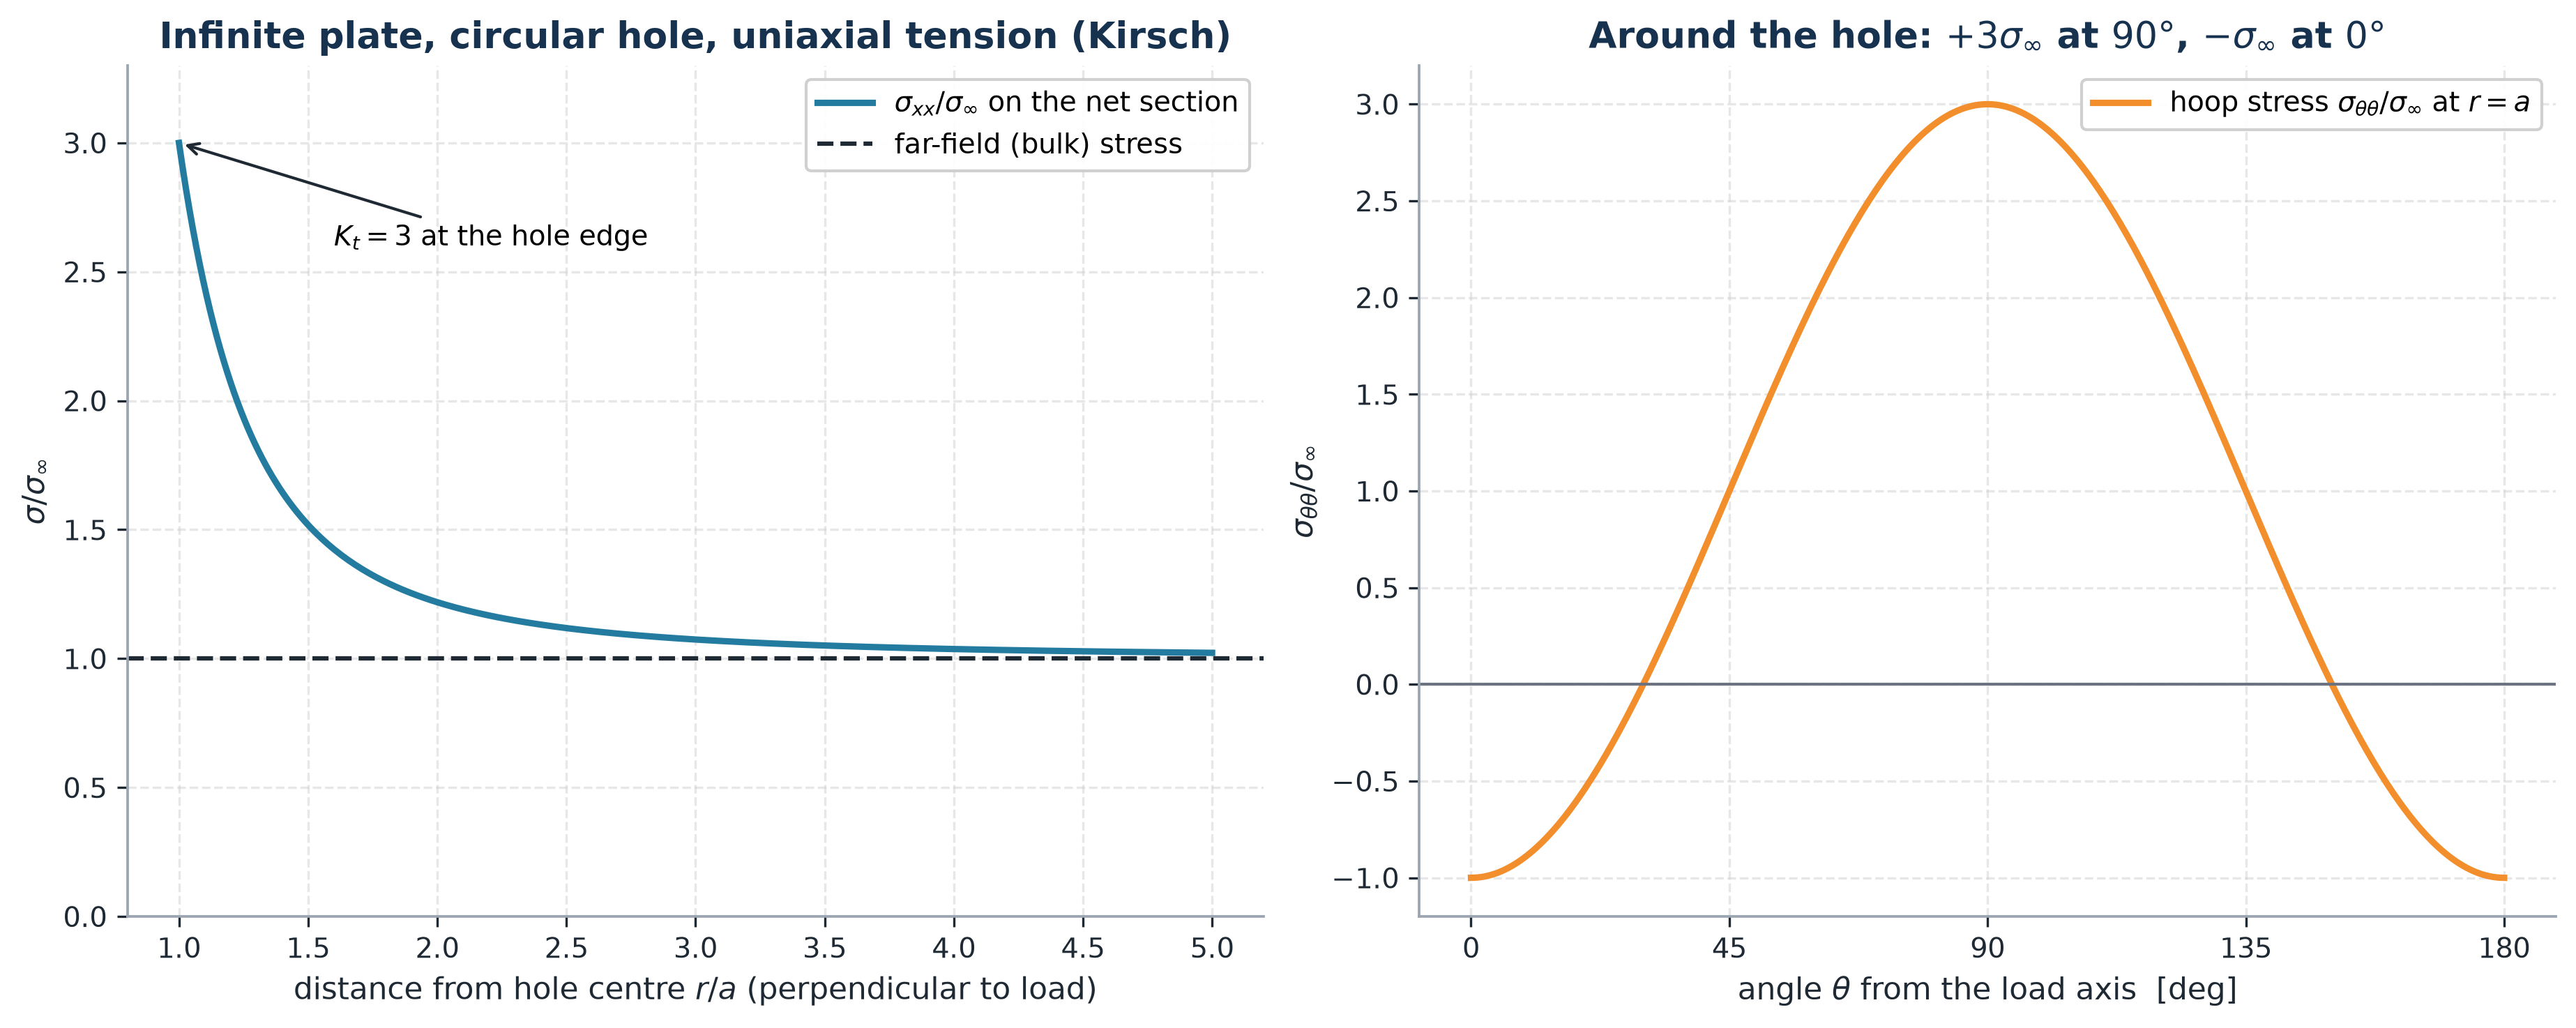 Infinite plate, circular hole, uniaxial tension (Kirsch)
σ/σ∞
3.0
2.5
2.0
1.5
1.0
0.5
0.0
σxx/σ∞ on the net section
far-field (bulk) stress
Kt = 3 at the hole edge
1.0 1.5 2.0 2.5 3.0 3.5 4.0 4.5 5.0
distance from hole centre r/a (perpendicular to load)
Around the hole: +3σ∞ at 90°, −σ∞ at 0°
σθθ/σ∞
3.0
2.5
2.0
1.5
1.0
0.5
0.0
−0.5
−1.0
hoop stress σθθ/σ∞ at r = a
0 45 90 135 180
angle θ from the load axis [deg]